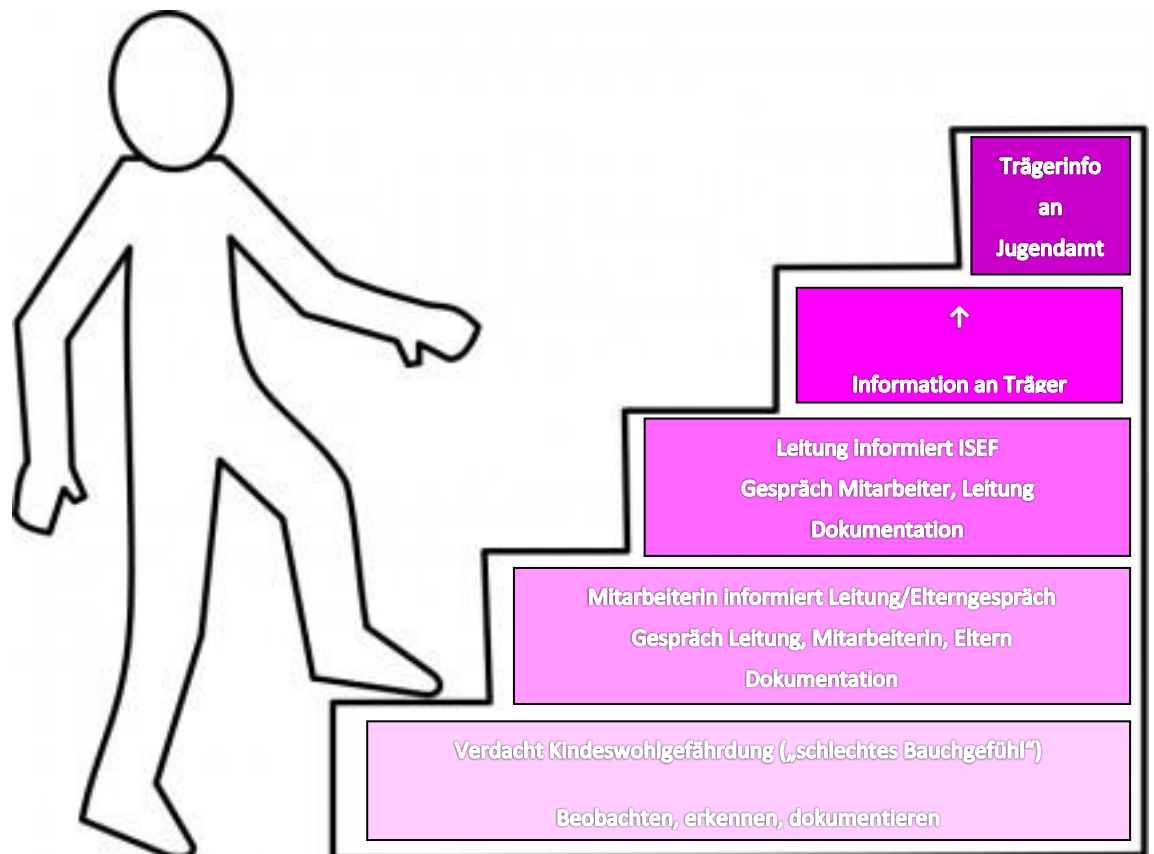 Trägerinfo
an
Jugendamt
↑
Information an Träger
Leitung informiert ISEF
Gespräch Mitarbeiter, Leitung
Dokumentation
Mitarbeiterin informiert Leitung/Elterngespräch
Gespräch Leitung, Mitarbeiterin, Eltern
Dokumentation
Verdacht Kindeswohlgefährdung („schlechtes Bauchgefühl“)
Beobachten, erkennen, dokumentieren